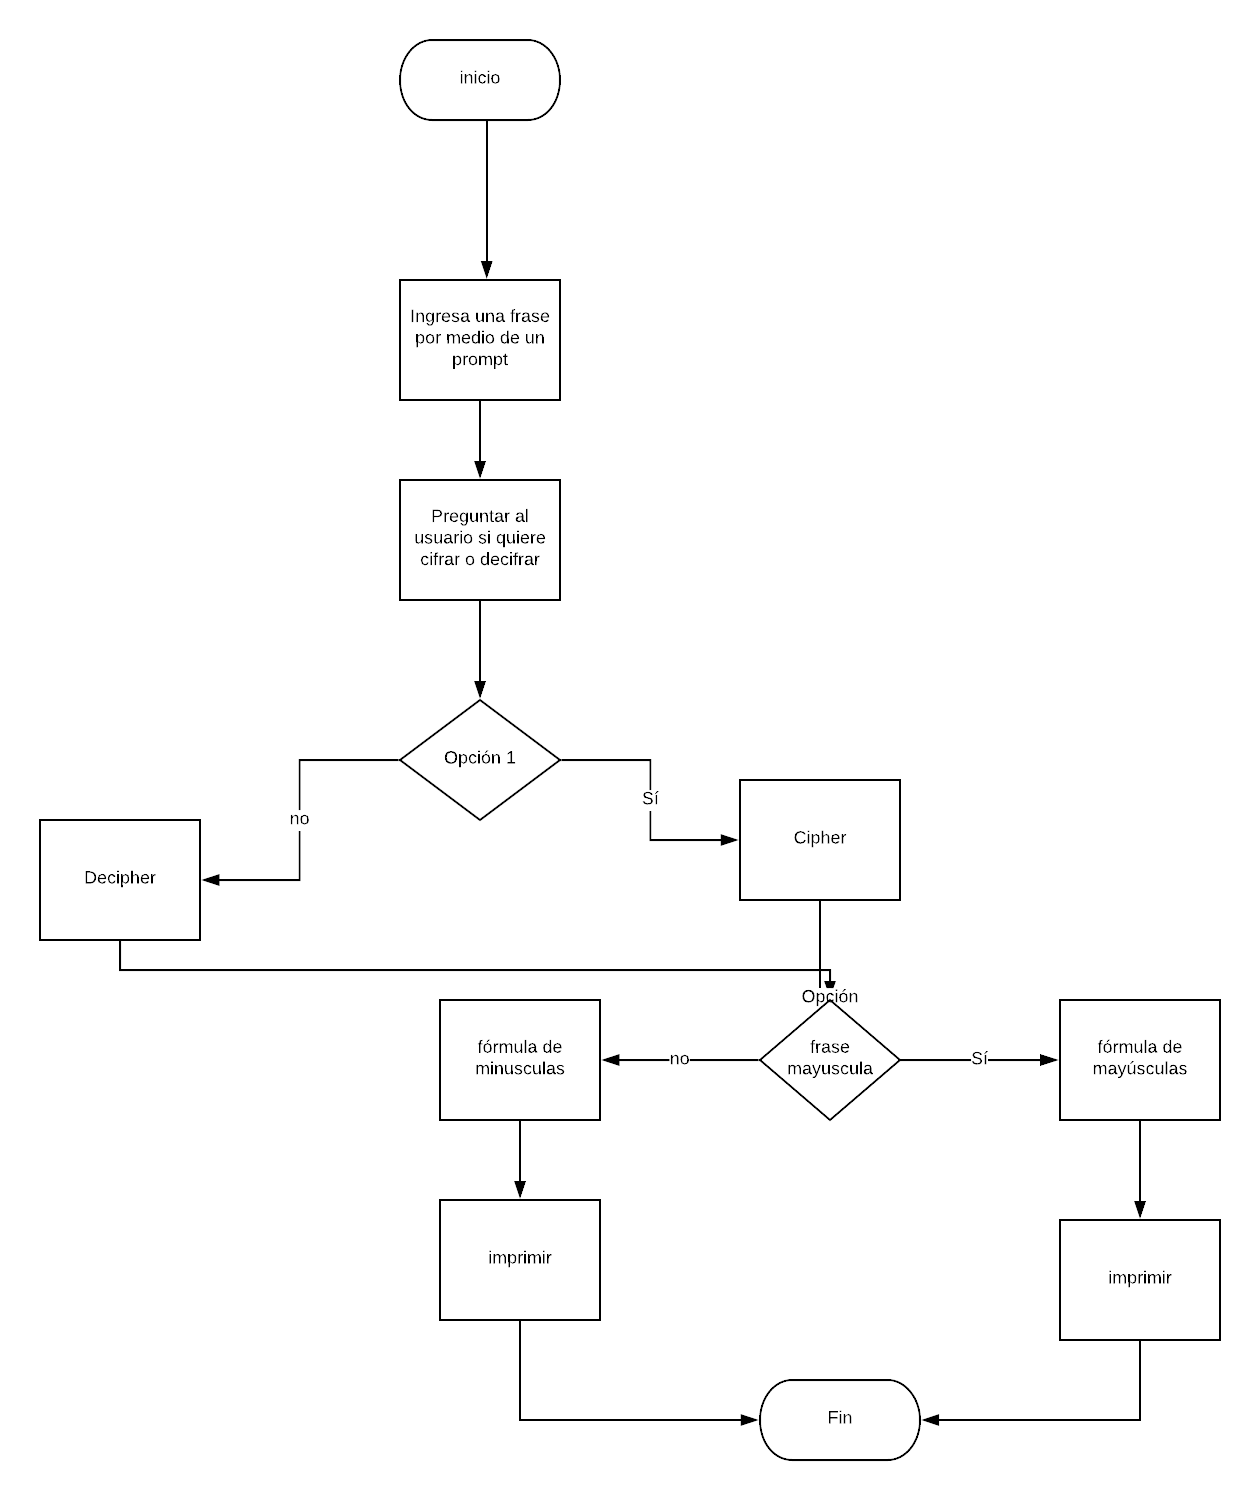 inicio
Ingresa una frase
por medio de un
prompt
Preguntar al
usuario si quiere
cifrar o decifrar
Opción 1
no
Sí
Decipher
Cipher
Opción
frase
mayuscula
no
Sí
fórmula de
minusculas
fórmula de
mayúsculas
imprimir
imprimir
Fin